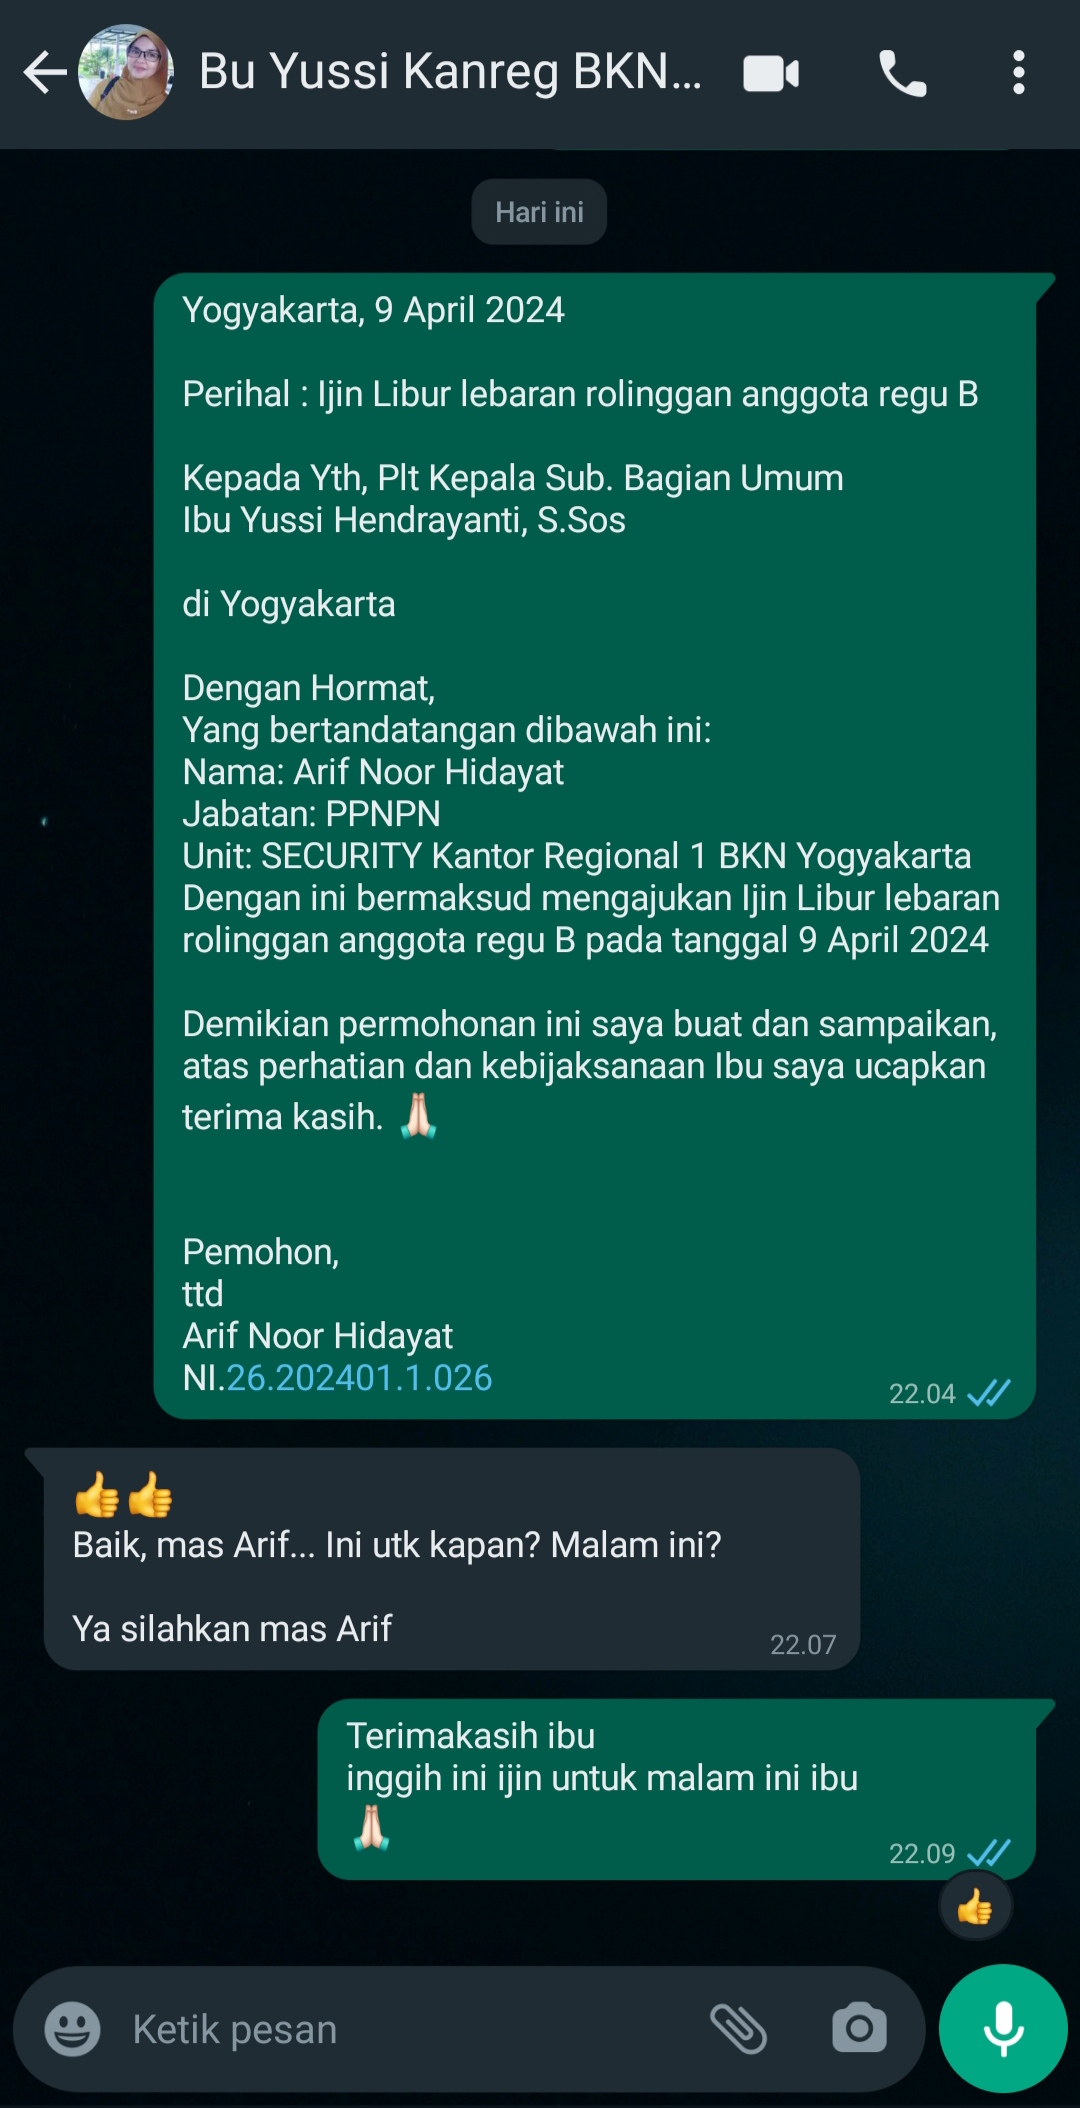 Bu Yussi Kanreg BKN...
Hari ini
Yogyakarta, 9 April 2024
Perihal : Ijin Libur lebaran rolinggan anggota regu B
Kepada Yth, Plt Kepala Sub. Bagian Umum
Ibu Yussi Hendrayanti, S.Sos
di Yogyakarta
Dengan Hormat,
Yang bertandatangan dibawah ini:
Nama: Arif Noor Hidayat
Jabatan: PPNPN
Unit: SECURITY Kantor Regional 1 BKN Yogyakarta
Dengan ini bermaksud mengajukan Ijin Libur lebaran
rolinggan anggota regu B pada tanggal 9 April 2024
Demikian permohonan ini saya buat dan sampaikan,
atas perhatian dan kebijaksanaan Ibu saya ucapkan
terima kasih. 🙏🏻
Pemohon,
ttd
Arif Noor Hidayat
NI.26.202401.1.026
22.04
👍👍
Baik, mas Arif... Ini utk kapan? Malam ini?
Ya silahkan mas Arif
22.07
Terimakasih ibu
inggih ini ijin untuk malam ini ibu
🙏🏻
22.09
👍
Ketik pesan